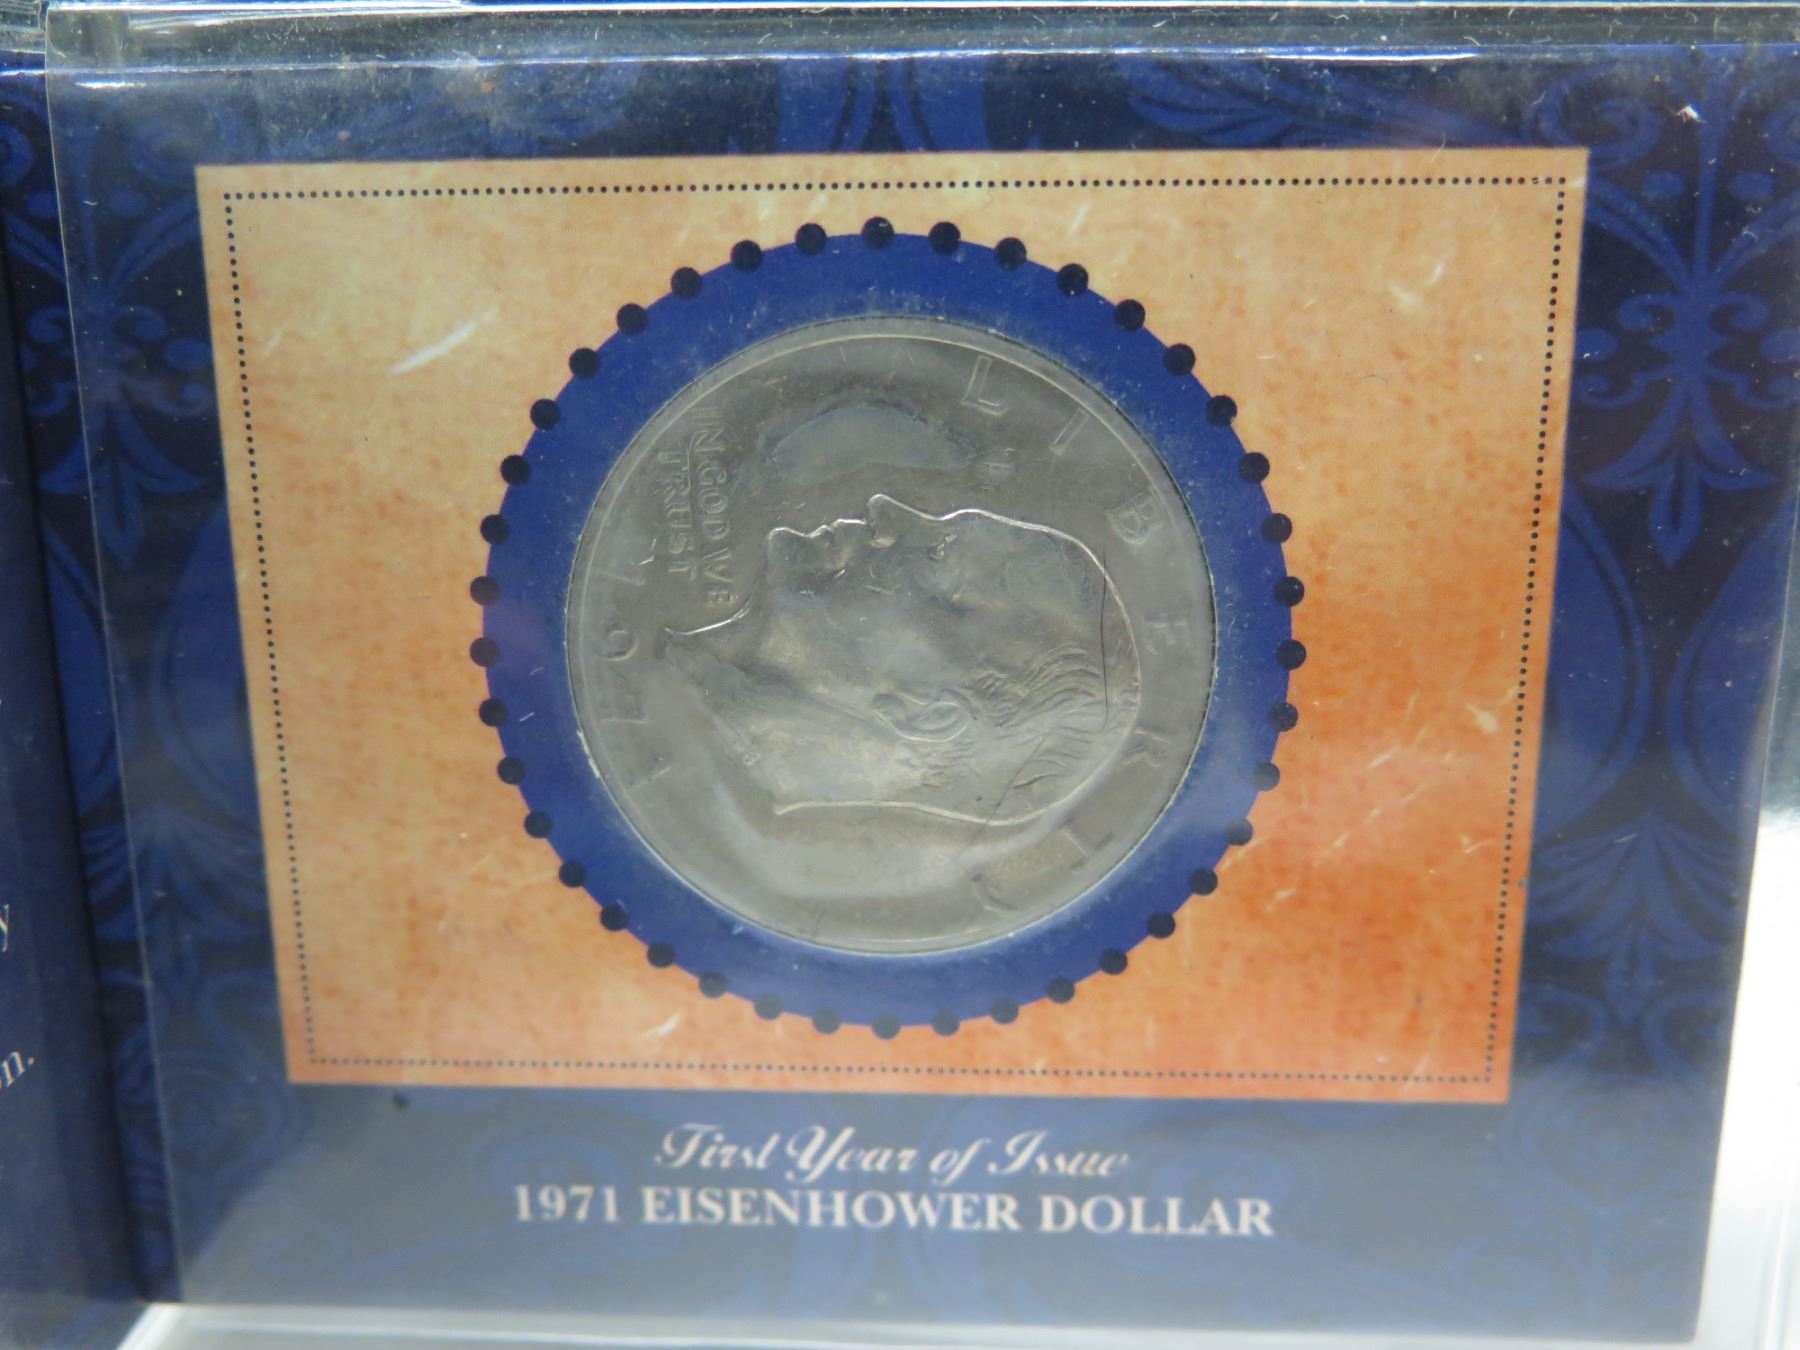 LIBERTY
IN GOD WE
TRUST
First Year of Issue
1971 EISENHOWER DOLLAR
y
n.